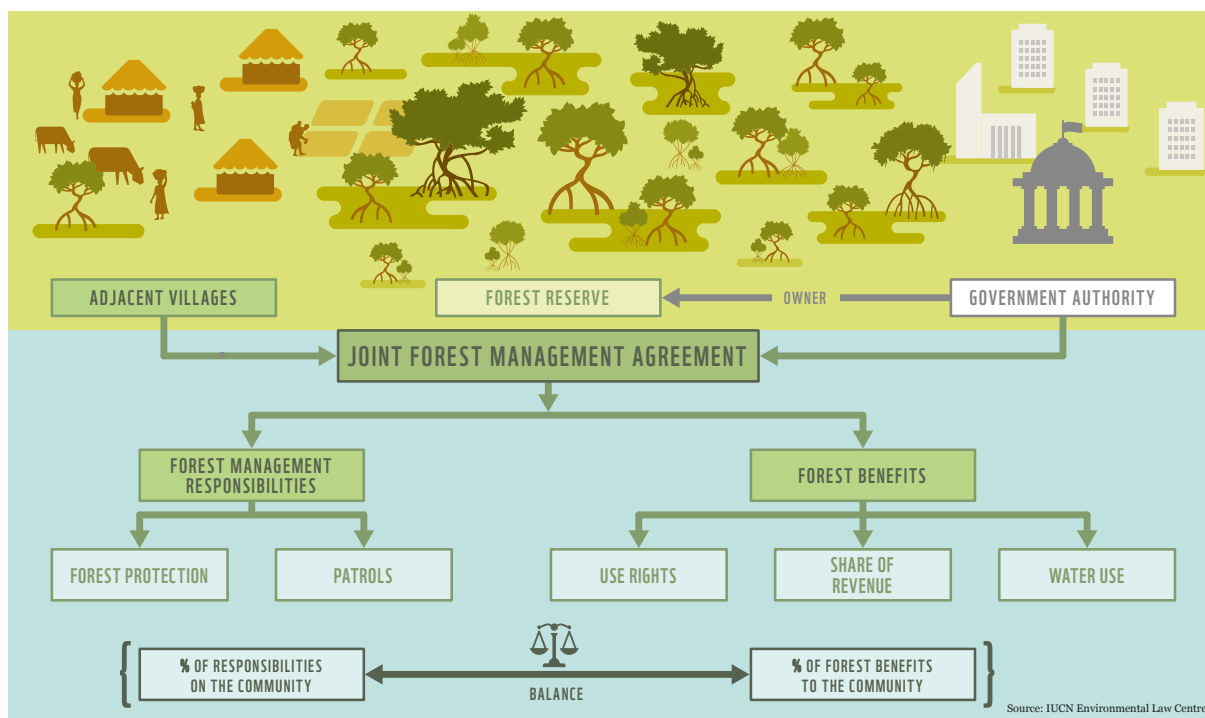 ADJACENT VILLAGES
FOREST RESERVE
OWNER
GOVERNMENT AUTHORITY
JOINT FOREST MANAGEMENT AGREEMENT
FOREST MANAGEMENT
RESPONSIBILITIES
FOREST BENEFITS
FOREST PROTECTION
PATROLS
USE RIGHTS
SHARE OF
REVENUE
WATER USE
% OF RESPONSIBILITIES
ON THE COMMUNITY
BALANCE
% OF FOREST BENEFITS
TO THE COMMUNITY
Source: IUCN Environmental Law Centre